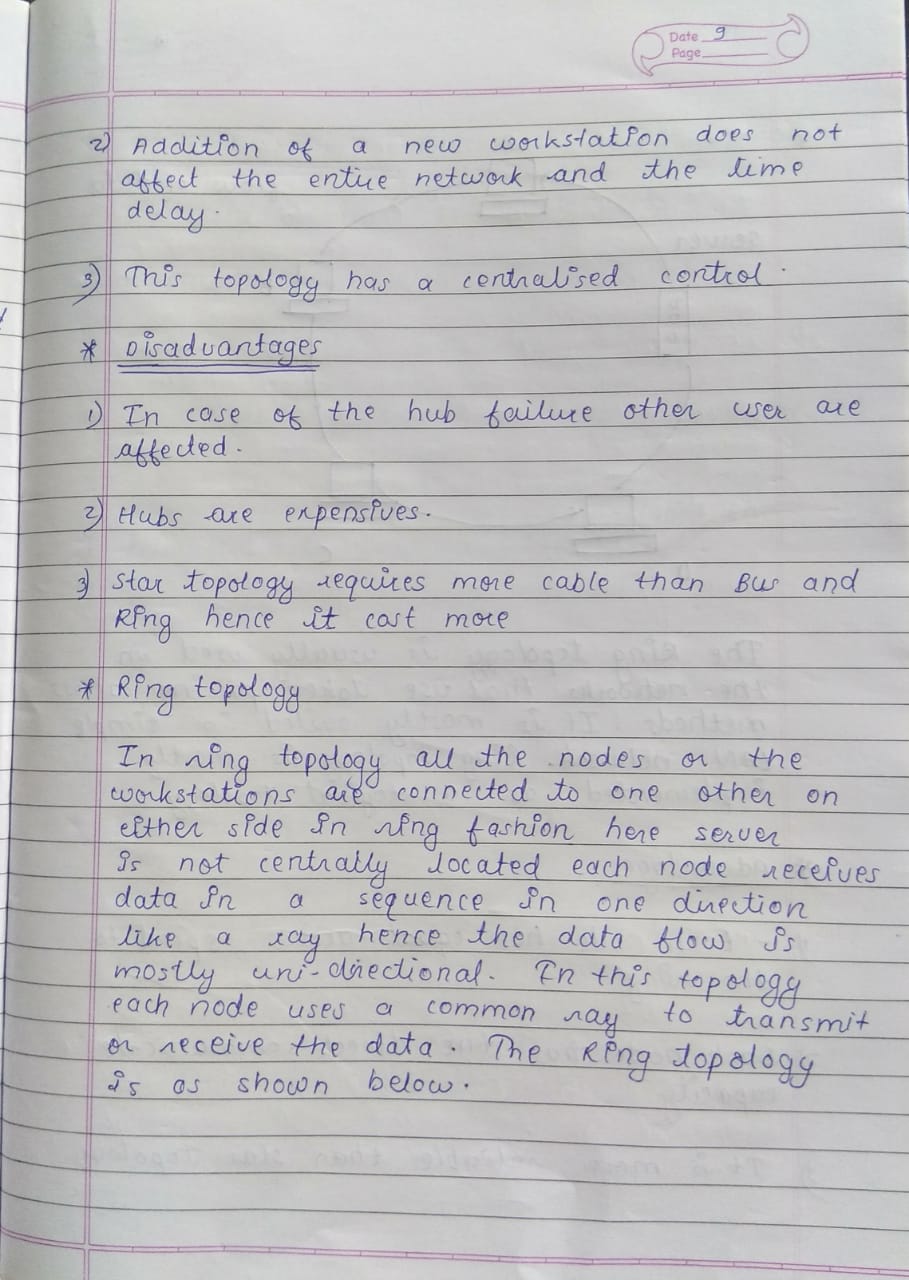 Date 9
Page
2) Addition of a new workstation does not
affect the entire network and the time
delay.
3) This topology has a centralised control.
* Disadvantages
1) In case of the hub failure other user are
affected.
2) Hubs are expensives.
3) Star topology requires more cable than Bus and
Ring hence it cost more
* Ring topology
In ring topology all the nodes or the
workstations are connected to one other on
either side in ring fashion here server
is not centrally located each node receives
data in a sequence in one direction
like a ray hence the data flow is
mostly uni-directional. In this topology
each node uses a common ray to transmit
or receive the data. The Ring topology
is as shown below.